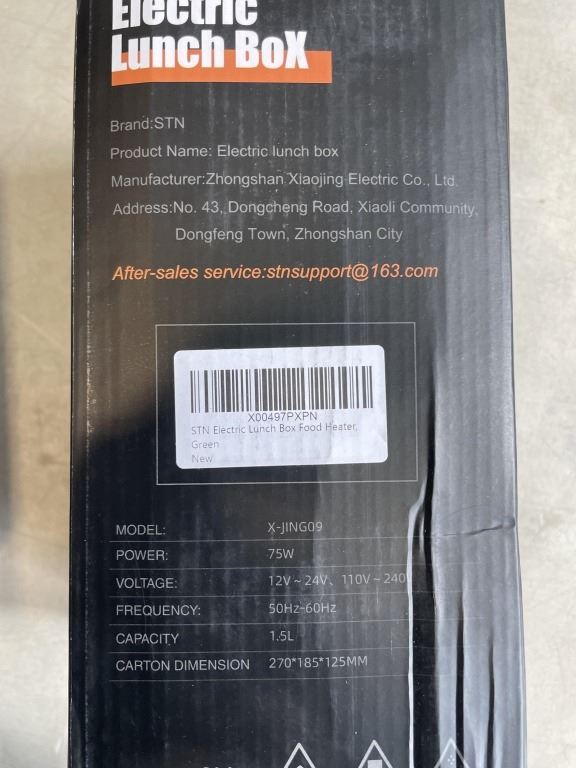 Electric
Lunch BoX
Brand:STN
Product Name: Electric lunch box
Manufacturer:Zhongshan Xiaojing Electric Co., Ltd.
Address:No. 43, Dongcheng Road, Xiaoli Community,
Dongfeng Town, Zhongshan City
After-sales service:stnsupport@163.com
X00497PXPN
STN Electric Lunch Box Food Heater,
Green
New
MODEL: X-JING09
POWER: 75W
VOLTAGE: 12V~24V、110V~240V
FREQUENCY: 50Hz-60Hz
CAPACITY 1.5L
CARTON DIMENSION 270*185*125MM